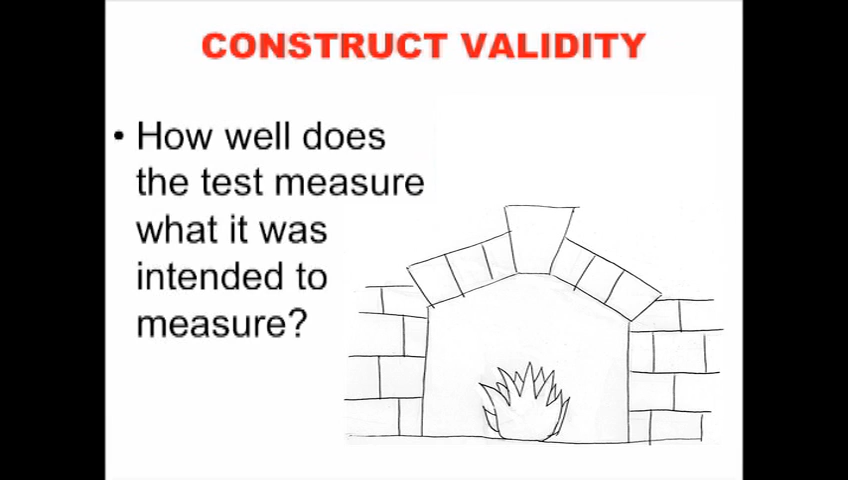 CONSTRUCT VALIDITY
• How well does
the test measure
what it was
intended to
measure?